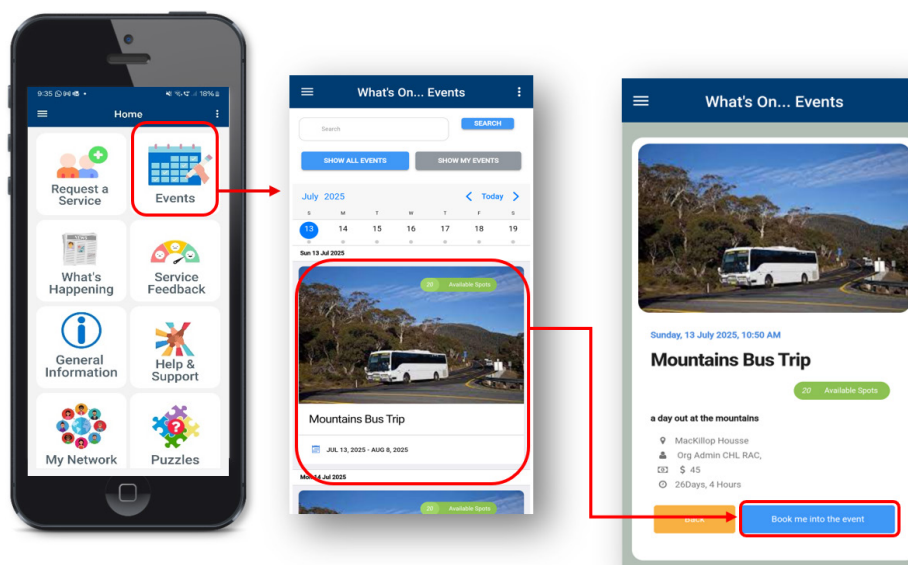 9:35
18%
Home
Request a
Service
Events
NEWS
What's
Happening
Service
Feedback
General
Information
Help &
Support
My Network
Puzzles
What's On... Events
Search
SEARCH
SHOW ALL EVENTS
SHOW MY EVENTS
July 2025
Today
S M T W T F S
13 14 15 16 17 18 19
Sun 13 Jul 2025
20 Available Spots
Mountains Bus Trip
JUL 13, 2025 - AUG 8, 2025
Mon 14 Jul 2025
20 Available Spots
What's On... Events
Sunday, 13 July 2025, 10:50 AM
Mountains Bus Trip
20 Available Spots
a day out at the mountains
MacKillop Housse
Org Admin CHL RAC,
$ 45
26Days, 4 Hours
Back
Book me into the event